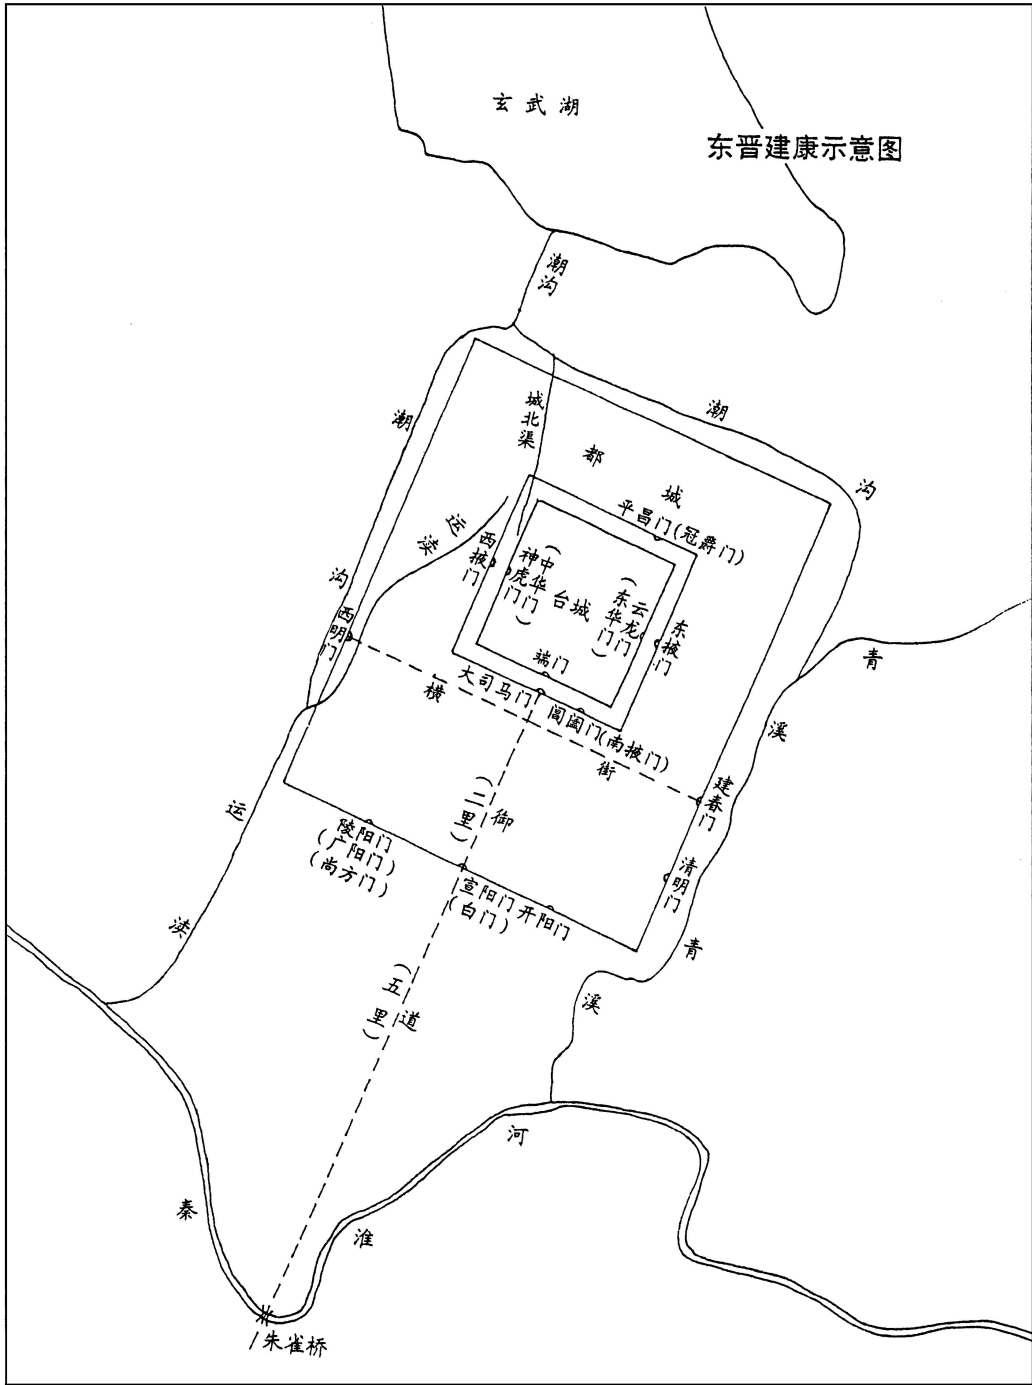 玄武湖
东晋建康示意图
潮沟
潮沟
城北渠
都城
潮沟
平昌门(冠爵门)
运渎
西掖门
神虎门
(中华门)
台城
(东华门)
云龙门
东掖门
西明门
端门
大司马门
阊阖门(南掖门)
横街
青溪
建春门
清明门
御道
(二里)
陵阳门
(广阳门)
(尚方门)
宣阳门
(白门)
开阳门
运渎
青溪
(五里)
秦淮河
朱雀桥